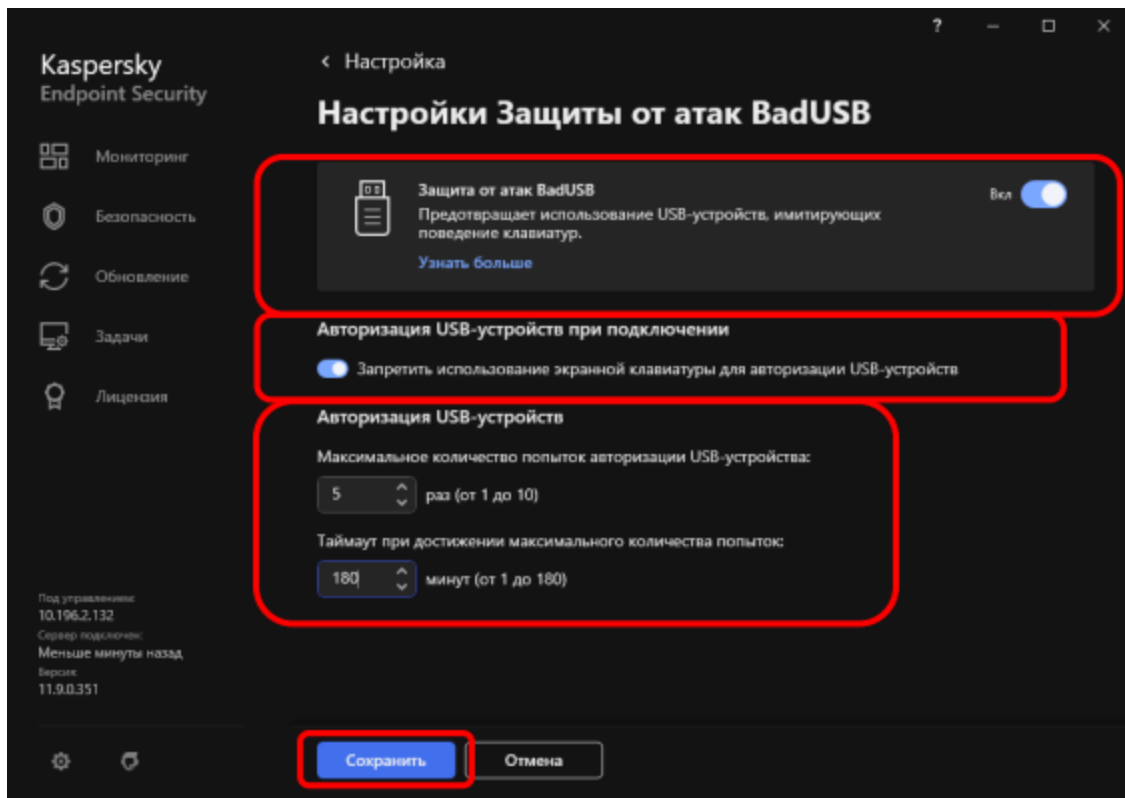 ?
Kaspersky
Endpoint Security
Мониторинг
Безопасность
Обновление
Задачи
Лицензия
Под управлением:
10.196.2.132
Сервер подключен:
Меньше минуты назад
Версия:
11.9.0.351
< Настройка
Настройки Защиты от атак BadUSB
Защита от атак BadUSB
Вкл
Предотвращает использование USB-устройств, имитирующих
поведение клавиатур.
Узнать больше
Авторизация USB-устройств при подключении
Запретить использование экранной клавиатуры для авторизации USB-устройств
Авторизация USB-устройств
Максимальное количество попыток авторизации USB-устройства:
5 раз (от 1 до 10)
Таймаут при достижении максимального количества попыток:
180 минут (от 1 до 180)
Сохранить
Отмена